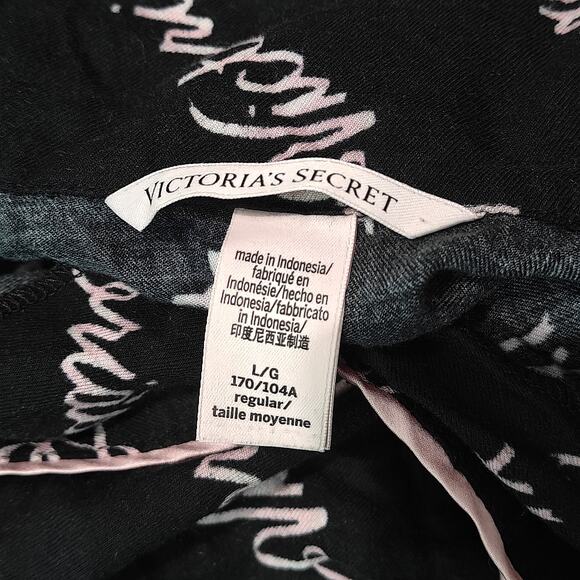 VICTORIA'S SECRET
made in Indonesia/
fabriqué en
Indonésie/hecho en
Indonesia/fabbricato
in Indonesia/
印度尼西亚制造
L/G
170/104A
regular/
taille moyenne